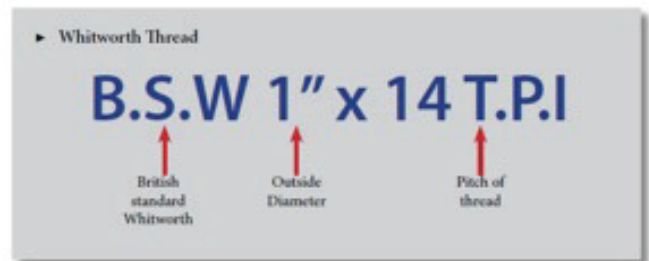 ► Whitworth Thread
B.S.W 1″ x 14 T.P.I
British
standard
Whitworth
Outside
Diameter
Pitch of
thread